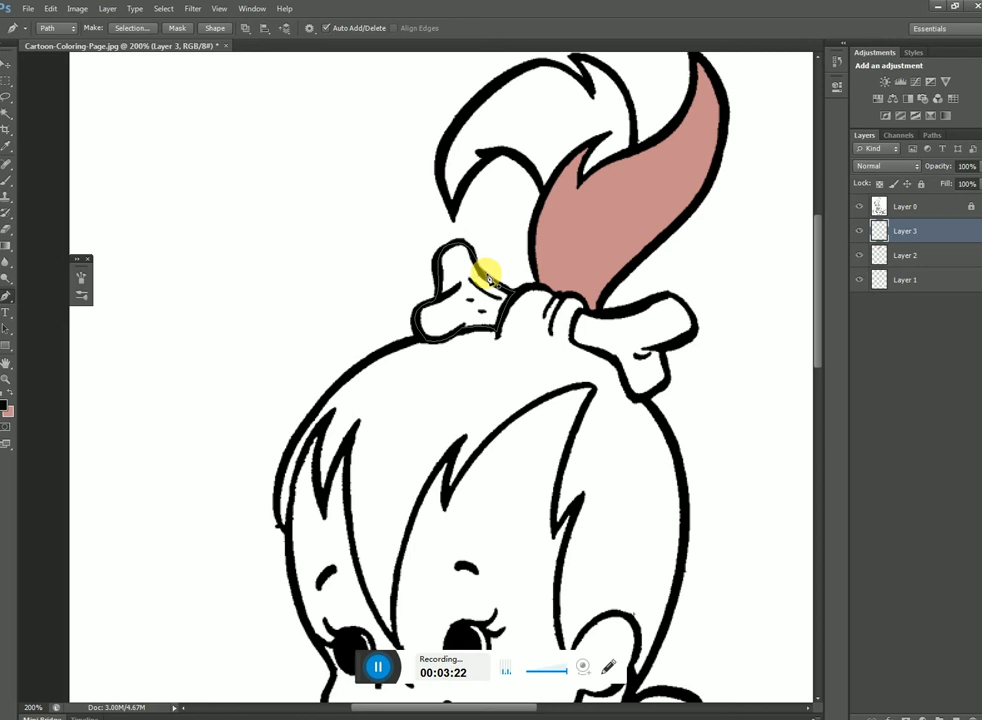 Ps File Edit Image Layer Type Select Filter View Window Help
Path Make: Selection... Mask Shape Auto Add/Delete Align Edges Essentials
Cartoon-Coloring-Page.jpg @ 200% (Layer 3, RGB/8#) * ×
Adjustments Styles
Add an adjustment
Layers Channels Paths
Kind
Normal Opacity: 100%
Lock: Fill: 100%
Layer 0
Layer 3
Layer 2
Layer 1
Recording...
00:03:22
200% Doc: 3.00M/4.67M
Mini Bridge Timeline